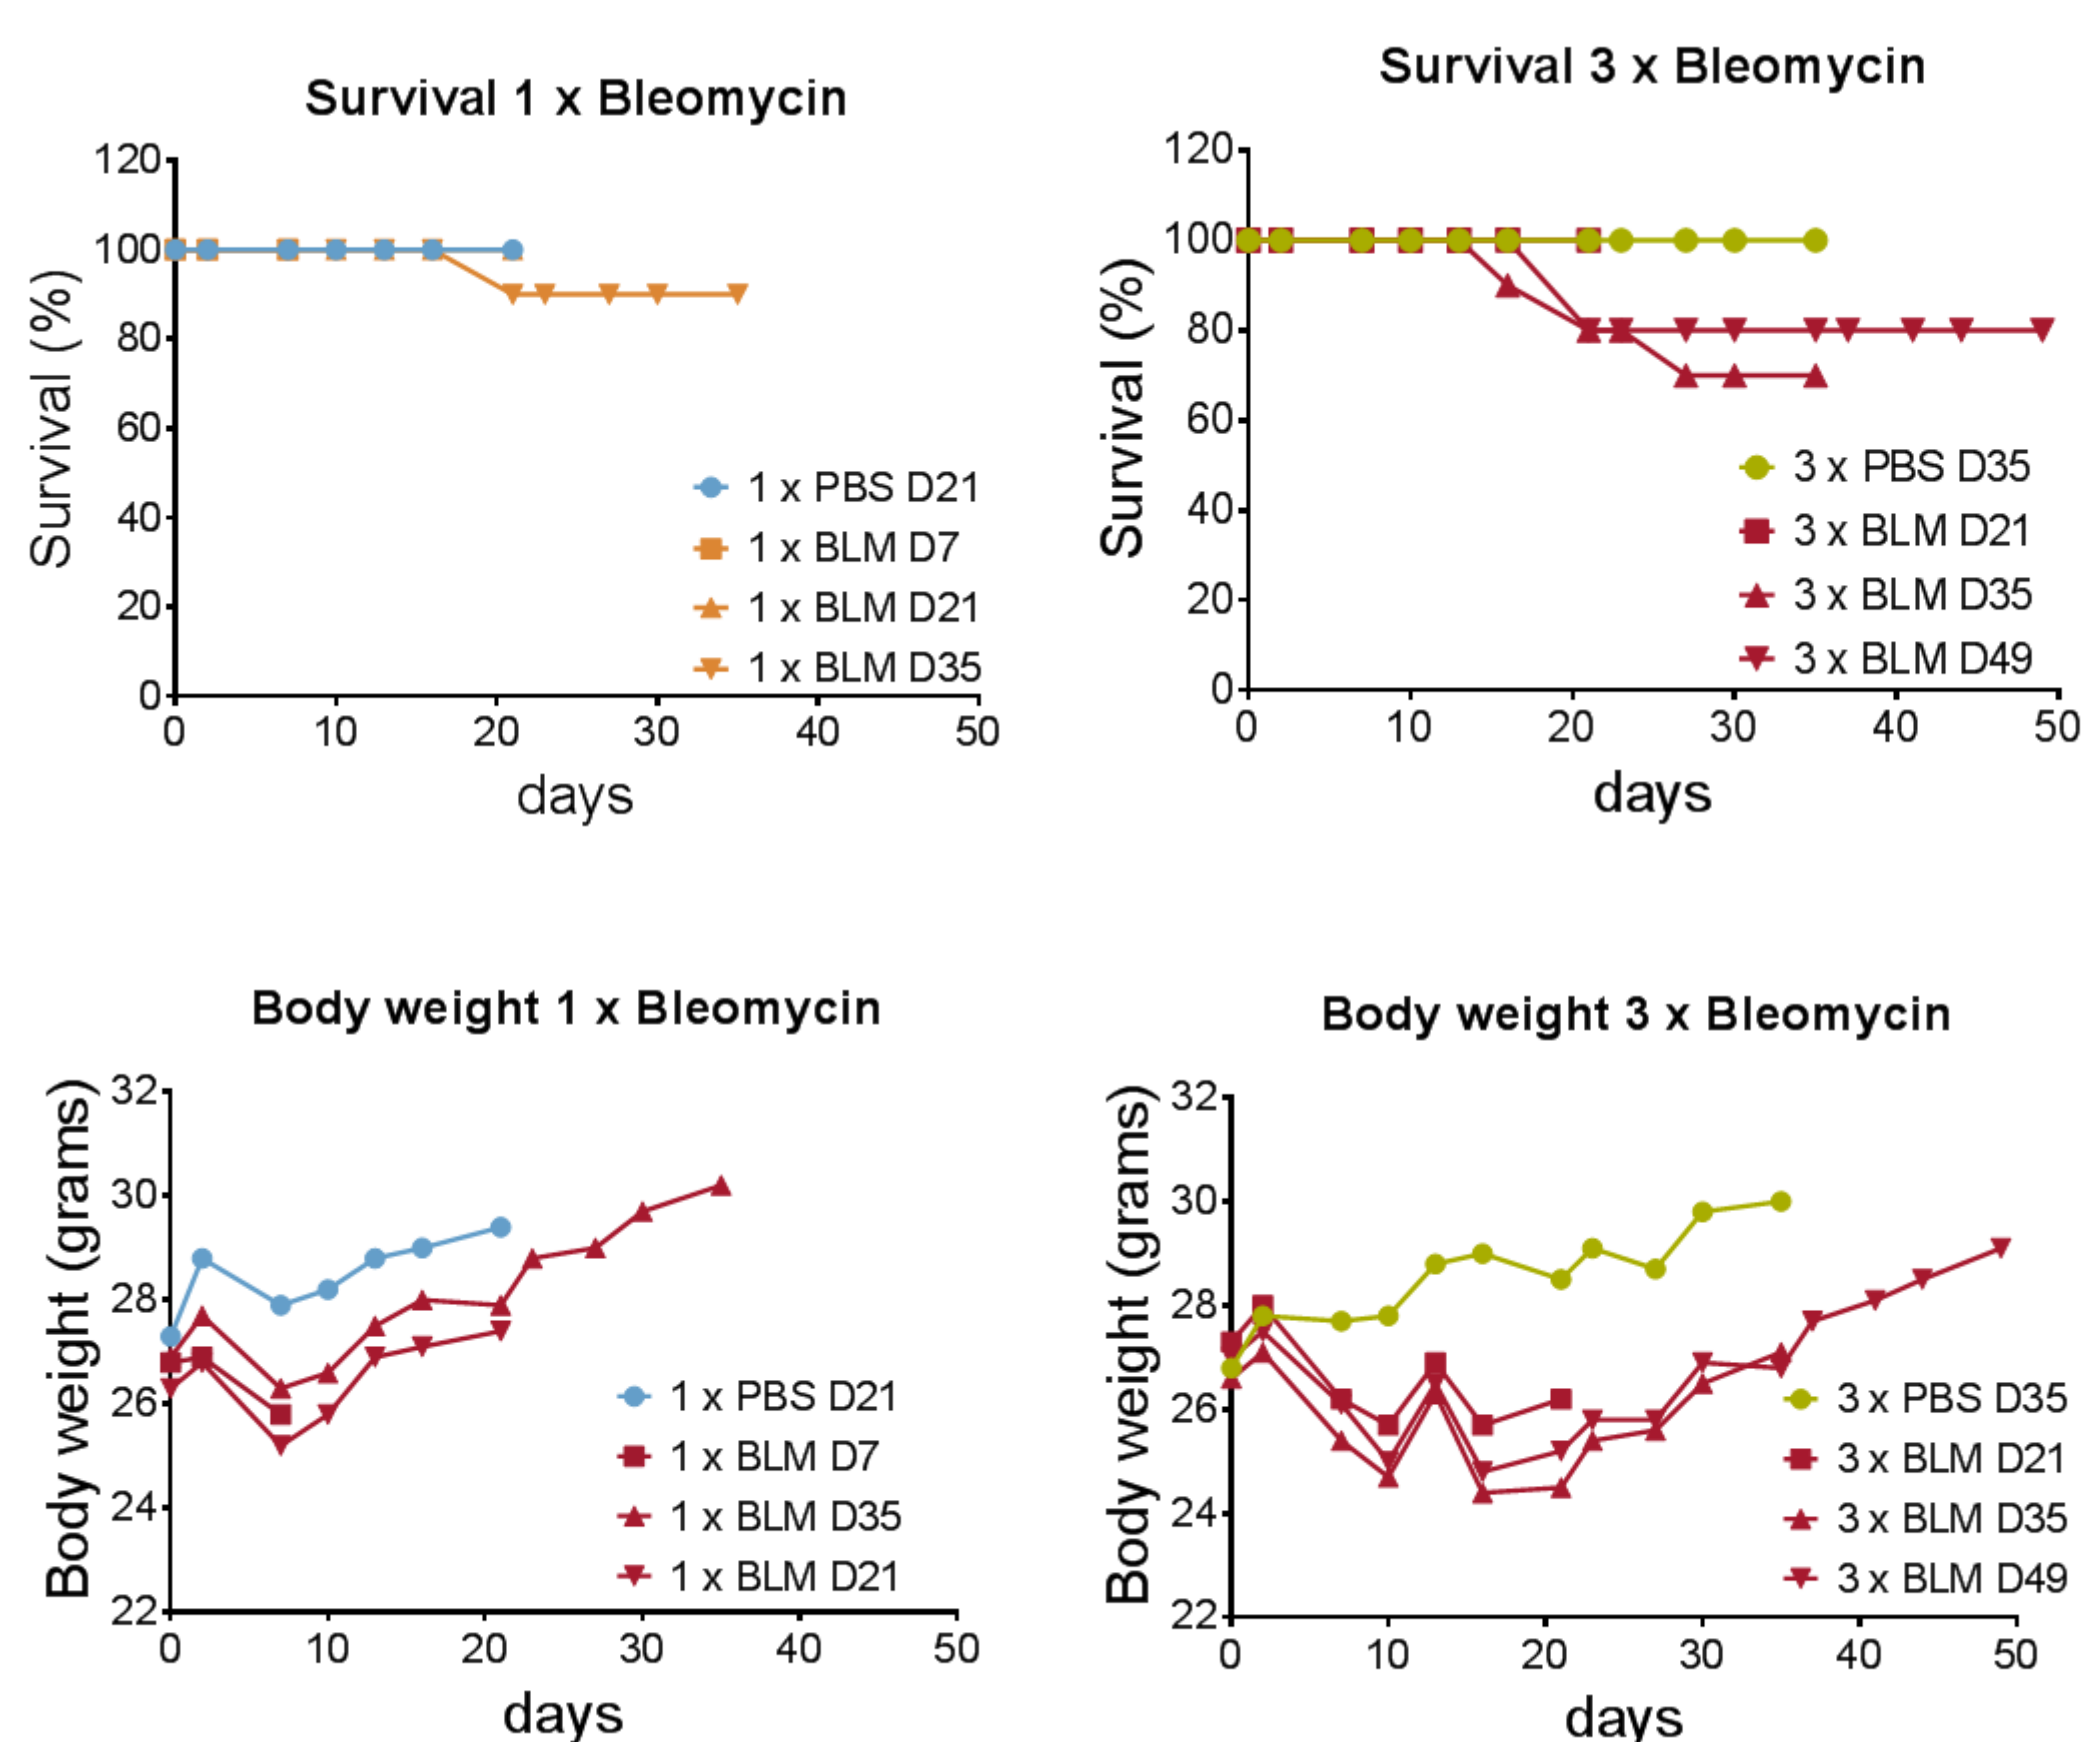 Survival 1 x Bleomycin
120
100
80
60
40
20
0
Survival (%)
1 x PBS D21
1 x BLM D7
1 x BLM D21
1 x BLM D35
0 10 20 30 40 50
days
Survival 3 x Bleomycin
120
100
80
60
40
20
0
Survival (%)
3 x PBS D35
3 x BLM D21
3 x BLM D35
3 x BLM D49
0 10 20 30 40 50
days
Body weight 1 x Bleomycin
32
30
28
26
24
22
Body weight (grams)
1 x PBS D21
1 x BLM D7
1 x BLM D35
1 x BLM D21
0 10 20 30 40 50
days
Body weight 3 x Bleomycin
32
30
28
26
24
22
Body weight (grams)
3 x PBS D35
3 x BLM D21
3 x BLM D35
3 x BLM D49
0 10 20 30 40 50
days